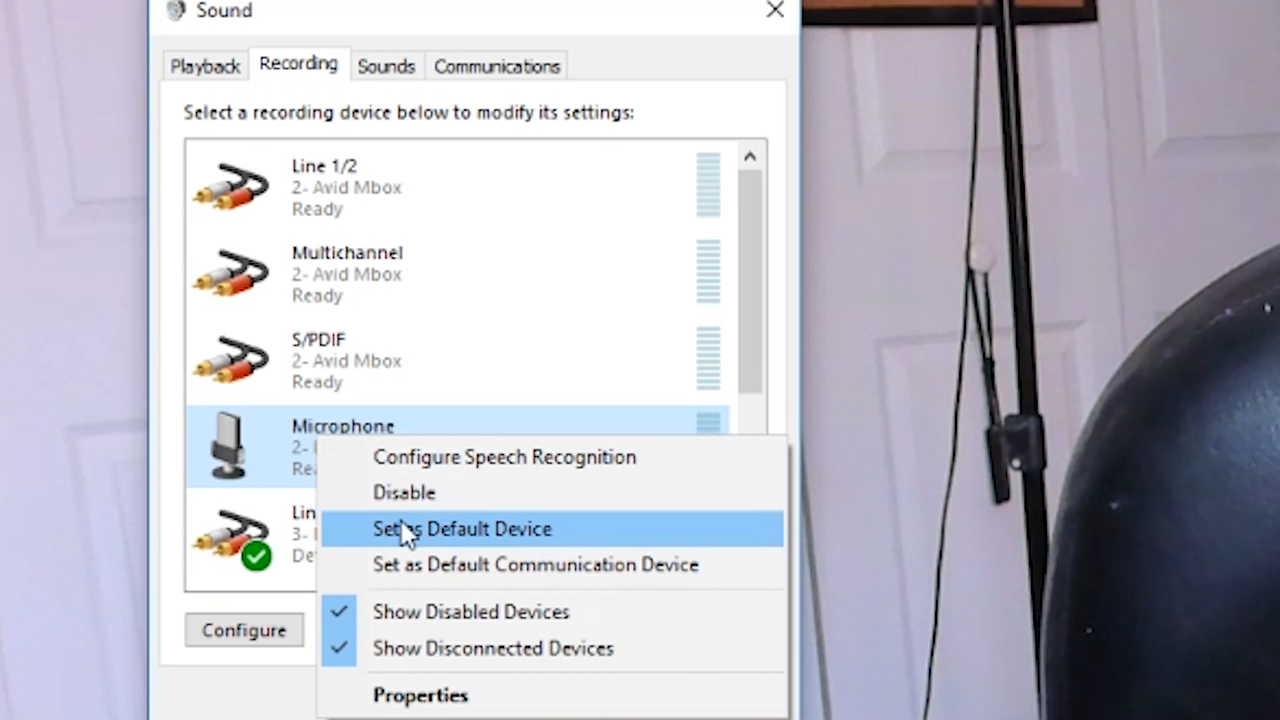 Sound
Playback
Recording
Sounds
Communications
Select a recording device below to modify its settings:
Line 1/2
2- Avid Mbox
Ready
Multichannel
2- Avid Mbox
Ready
S/PDIF
2- Avid Mbox
Ready
Microphone
2-
Configure Speech Recognition
Disable
3-
Set as Default Device
Set as Default Communication Device
Configure
Show Disabled Devices
Show Disconnected Devices
Properties